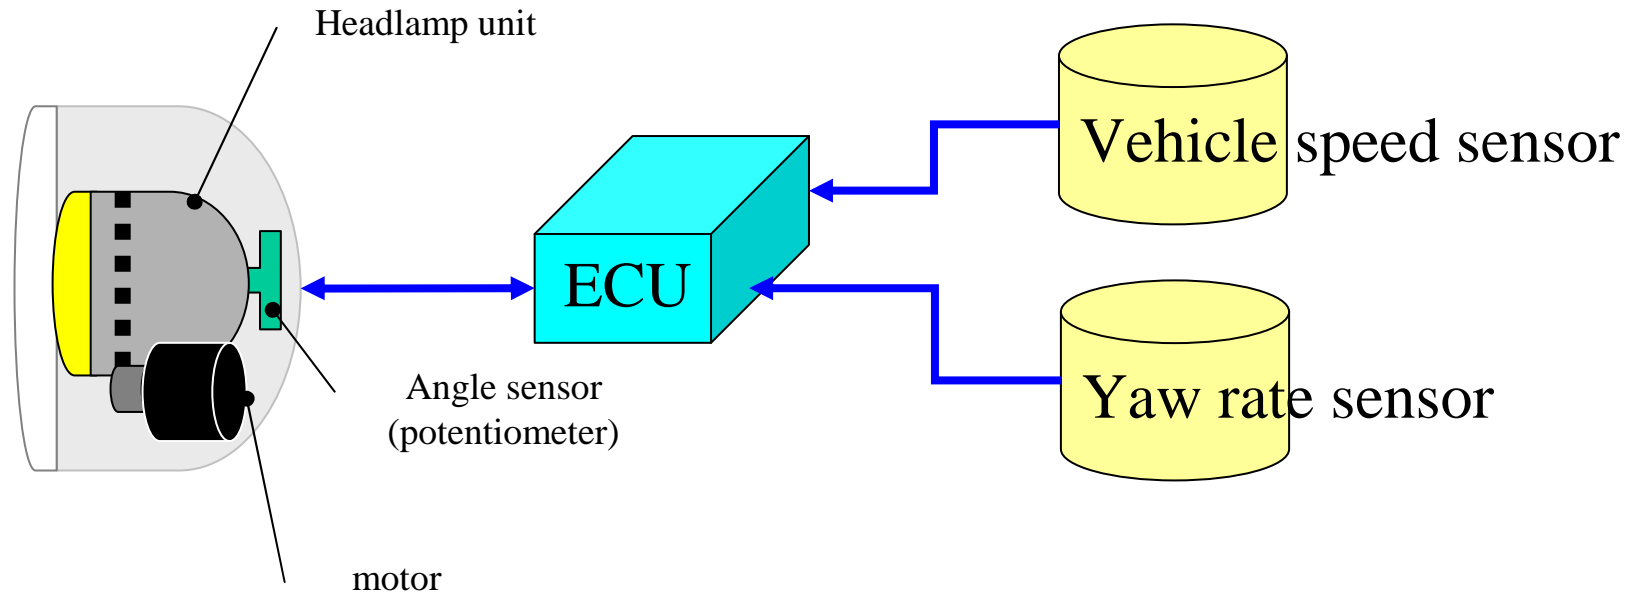 Headlamp unit
Vehicle speed sensor
ECU
Angle sensor
(potentiometer)
Yaw rate sensor
motor